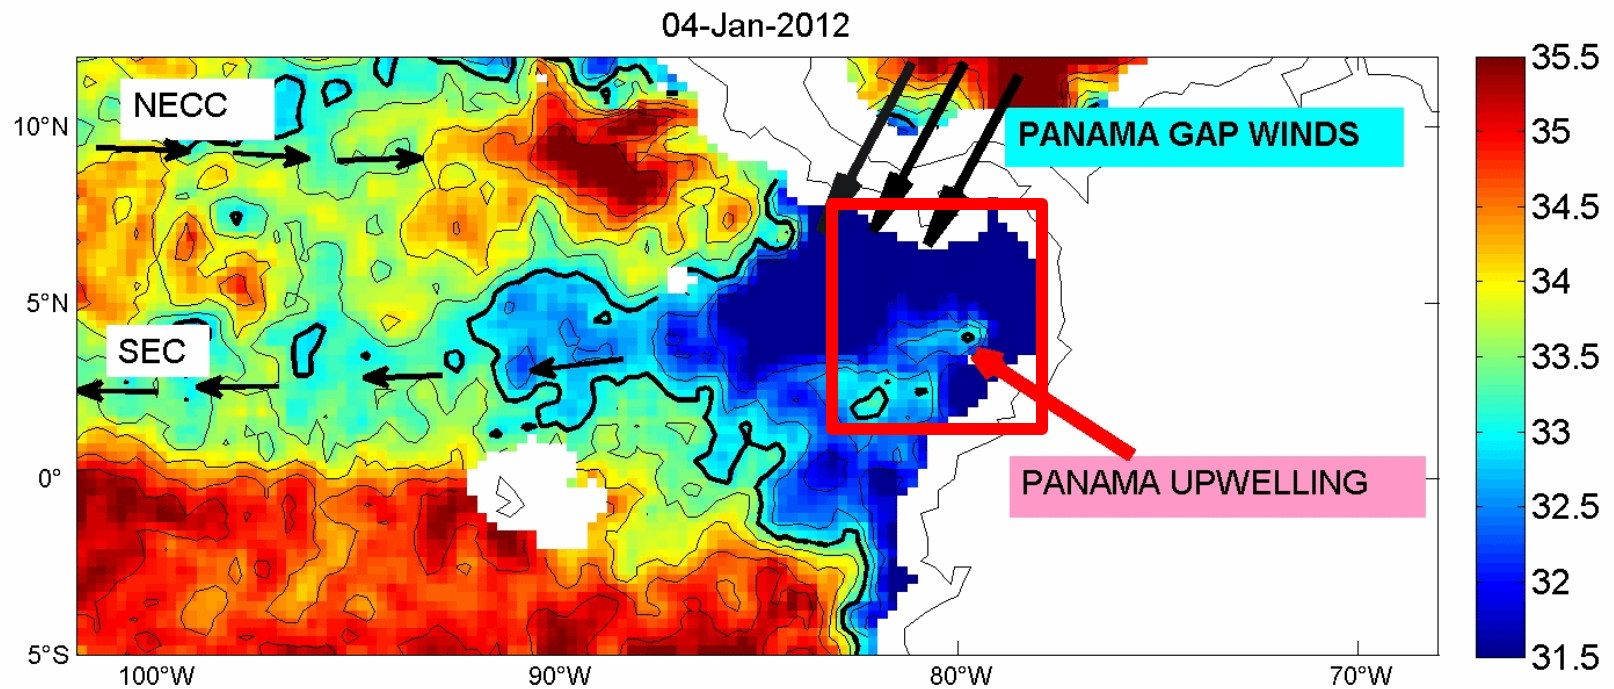 04-Jan-2012
NECC
PANAMA GAP WINDS
SEC
PANAMA UPWELLING
10°N
5°N
0°
5°S
100°W
90°W
80°W
70°W
35.5
35
34.5
34
33.5
33
32.5
32
31.5